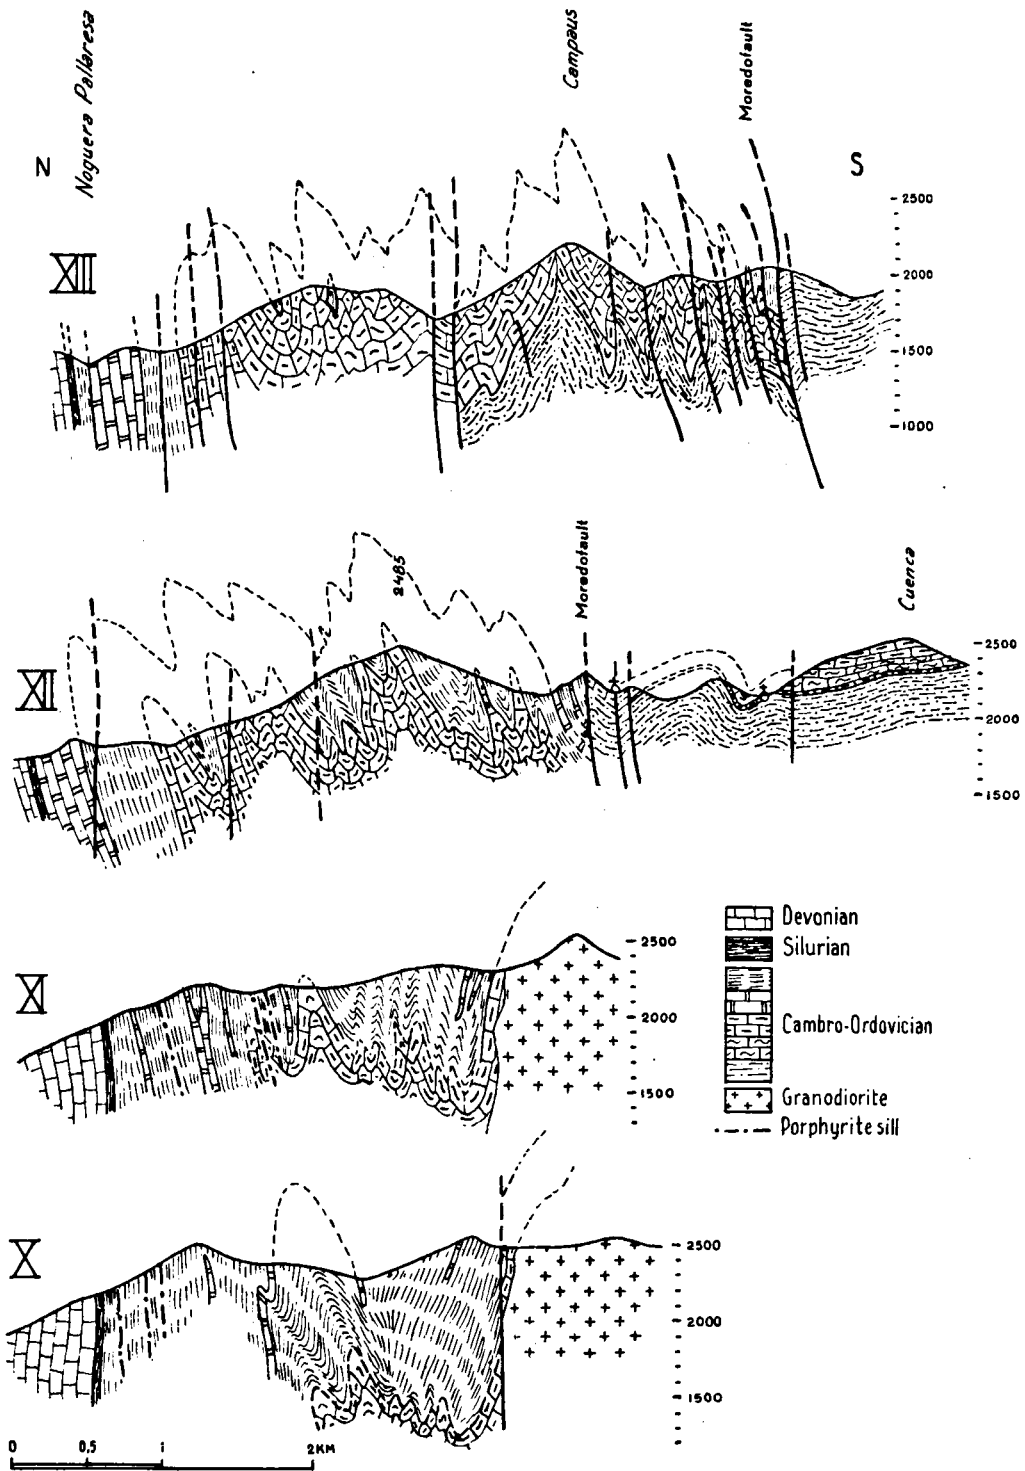 Noguera Pallaresa
Campaus
Moredofault
N
S
XIII
2500
2000
1500
1000
2485
Moredofault
Cuenca
XII
2500
2000
1500
XI
2500
2000
1500
Devonian
Silurian
Cambro-Ordovician
Granodiorite
Porphyrite sill
X
2500
2000
1500
0 0,5 1 2KM